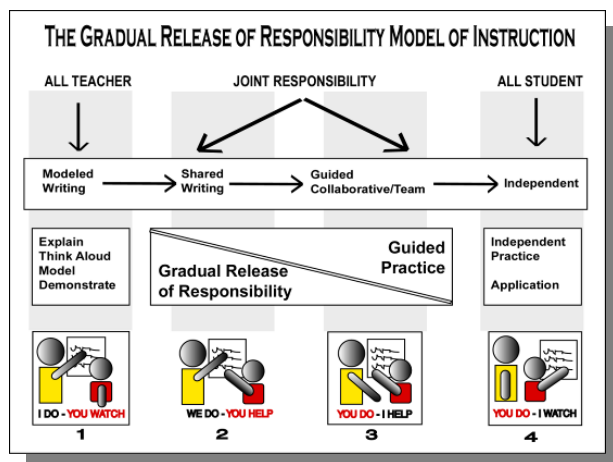 THE GRADUAL RELEASE OF RESPONSIBILITY MODEL OF INSTRUCTION
ALL TEACHER
JOINT RESPONSIBILITY
ALL STUDENT
Modeled
Writing
Shared
Writing
Guided
Collaborative/Team
Independent
Explain
Think Aloud
Model
Demonstrate
Gradual Release
of Responsibility
Guided
Practice
Independent
Practice
Application
I DO - YOU WATCH
1
WE DO - YOU HELP
2
YOU DO - I HELP
3
YOU DO - I WATCH
4